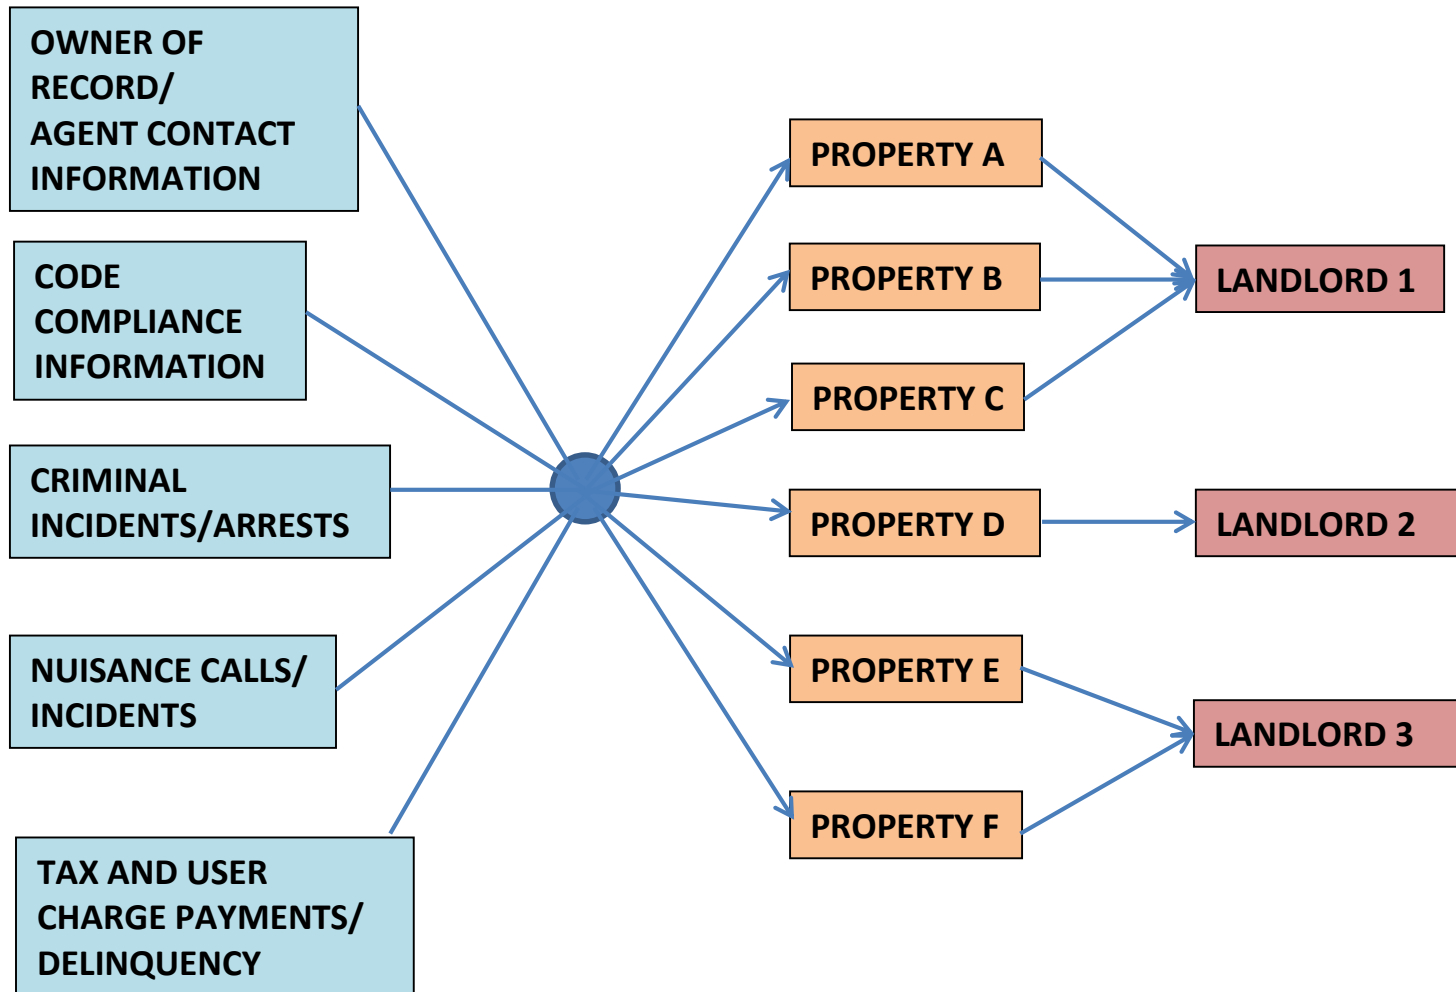 OWNER OF
RECORD/
AGENT CONTACT
INFORMATION
CODE
COMPLIANCE
INFORMATION
CRIMINAL
INCIDENTS/ARRESTS
NUISANCE CALLS/
INCIDENTS
TAX AND USER
CHARGE PAYMENTS/
DELINQUENCY
PROPERTY A
PROPERTY B
PROPERTY C
PROPERTY D
PROPERTY E
PROPERTY F
LANDLORD 1
LANDLORD 2
LANDLORD 3